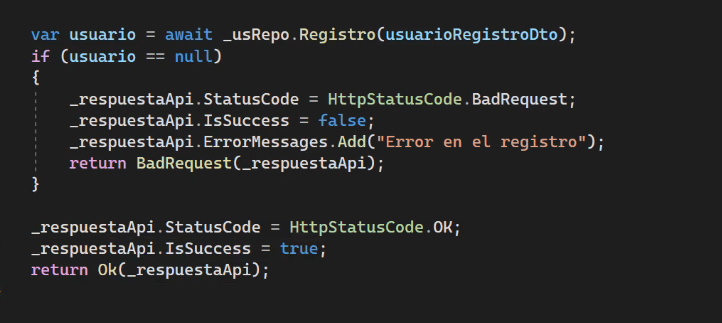 var usuario = await _usRepo.Registro(usuarioRegistroDto);
if (usuario == null)
{
    _respuestaApi.StatusCode = HttpStatusCode.BadRequest;
    _respuestaApi.IsSuccess = false;
    _respuestaApi.ErrorMessages.Add("Error en el registro");
    return BadRequest(_respuestaApi);
}

_respuestaApi.StatusCode = HttpStatusCode.OK;
_respuestaApi.IsSuccess = true;
return Ok(_respuestaApi);